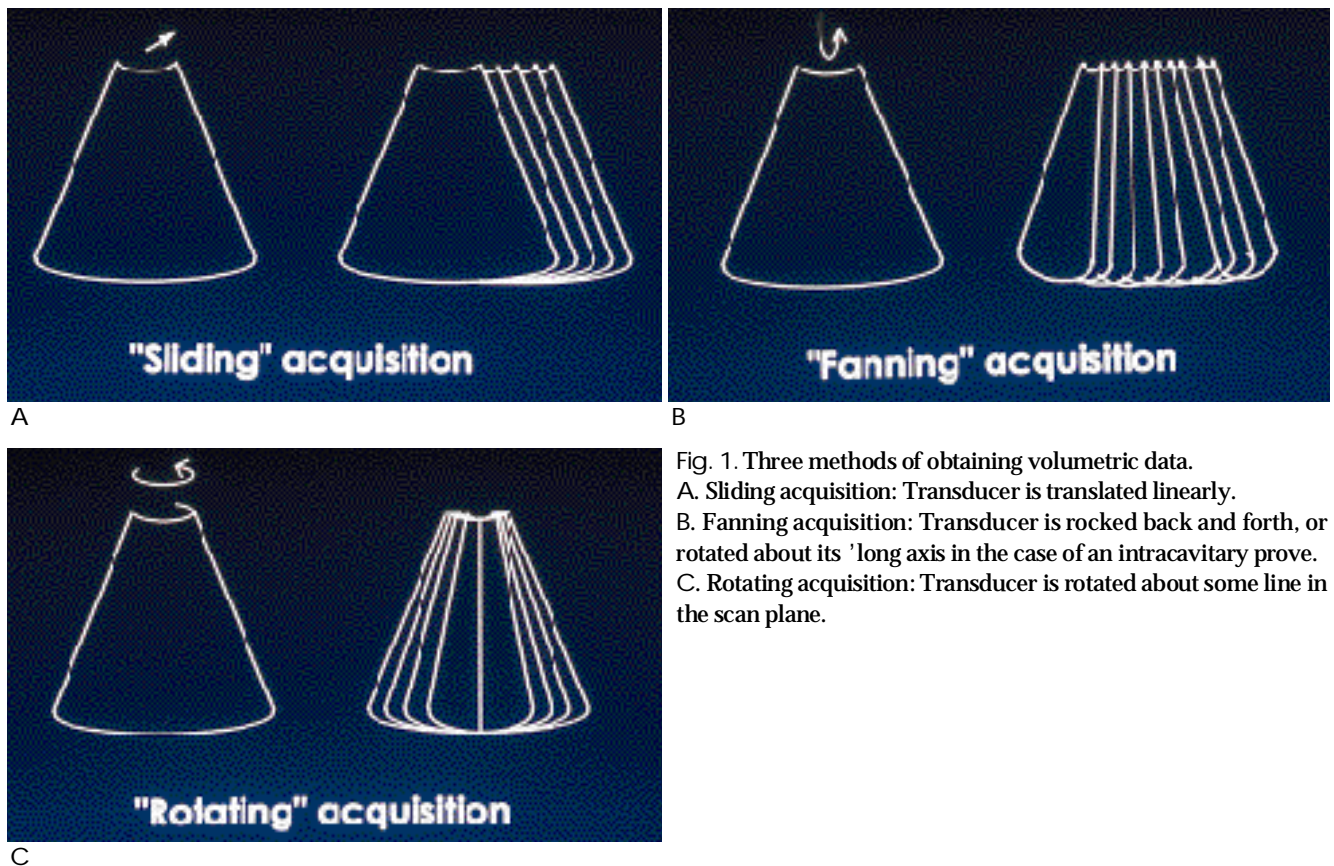 "Sliding" acquisition
A
"Fanning" acquisition
B
"Rotating" acquisition
C
Fig. 1. Three methods of obtaining volumetric data.
A. Sliding acquisition: Transducer is translated linearly.
B. Fanning acquisition: Transducer is rocked back and forth, or
rotated about its ’long axis in the case of an intracavitary prove.
C. Rotating acquisition: Transducer is rotated about some line in
the scan plane.